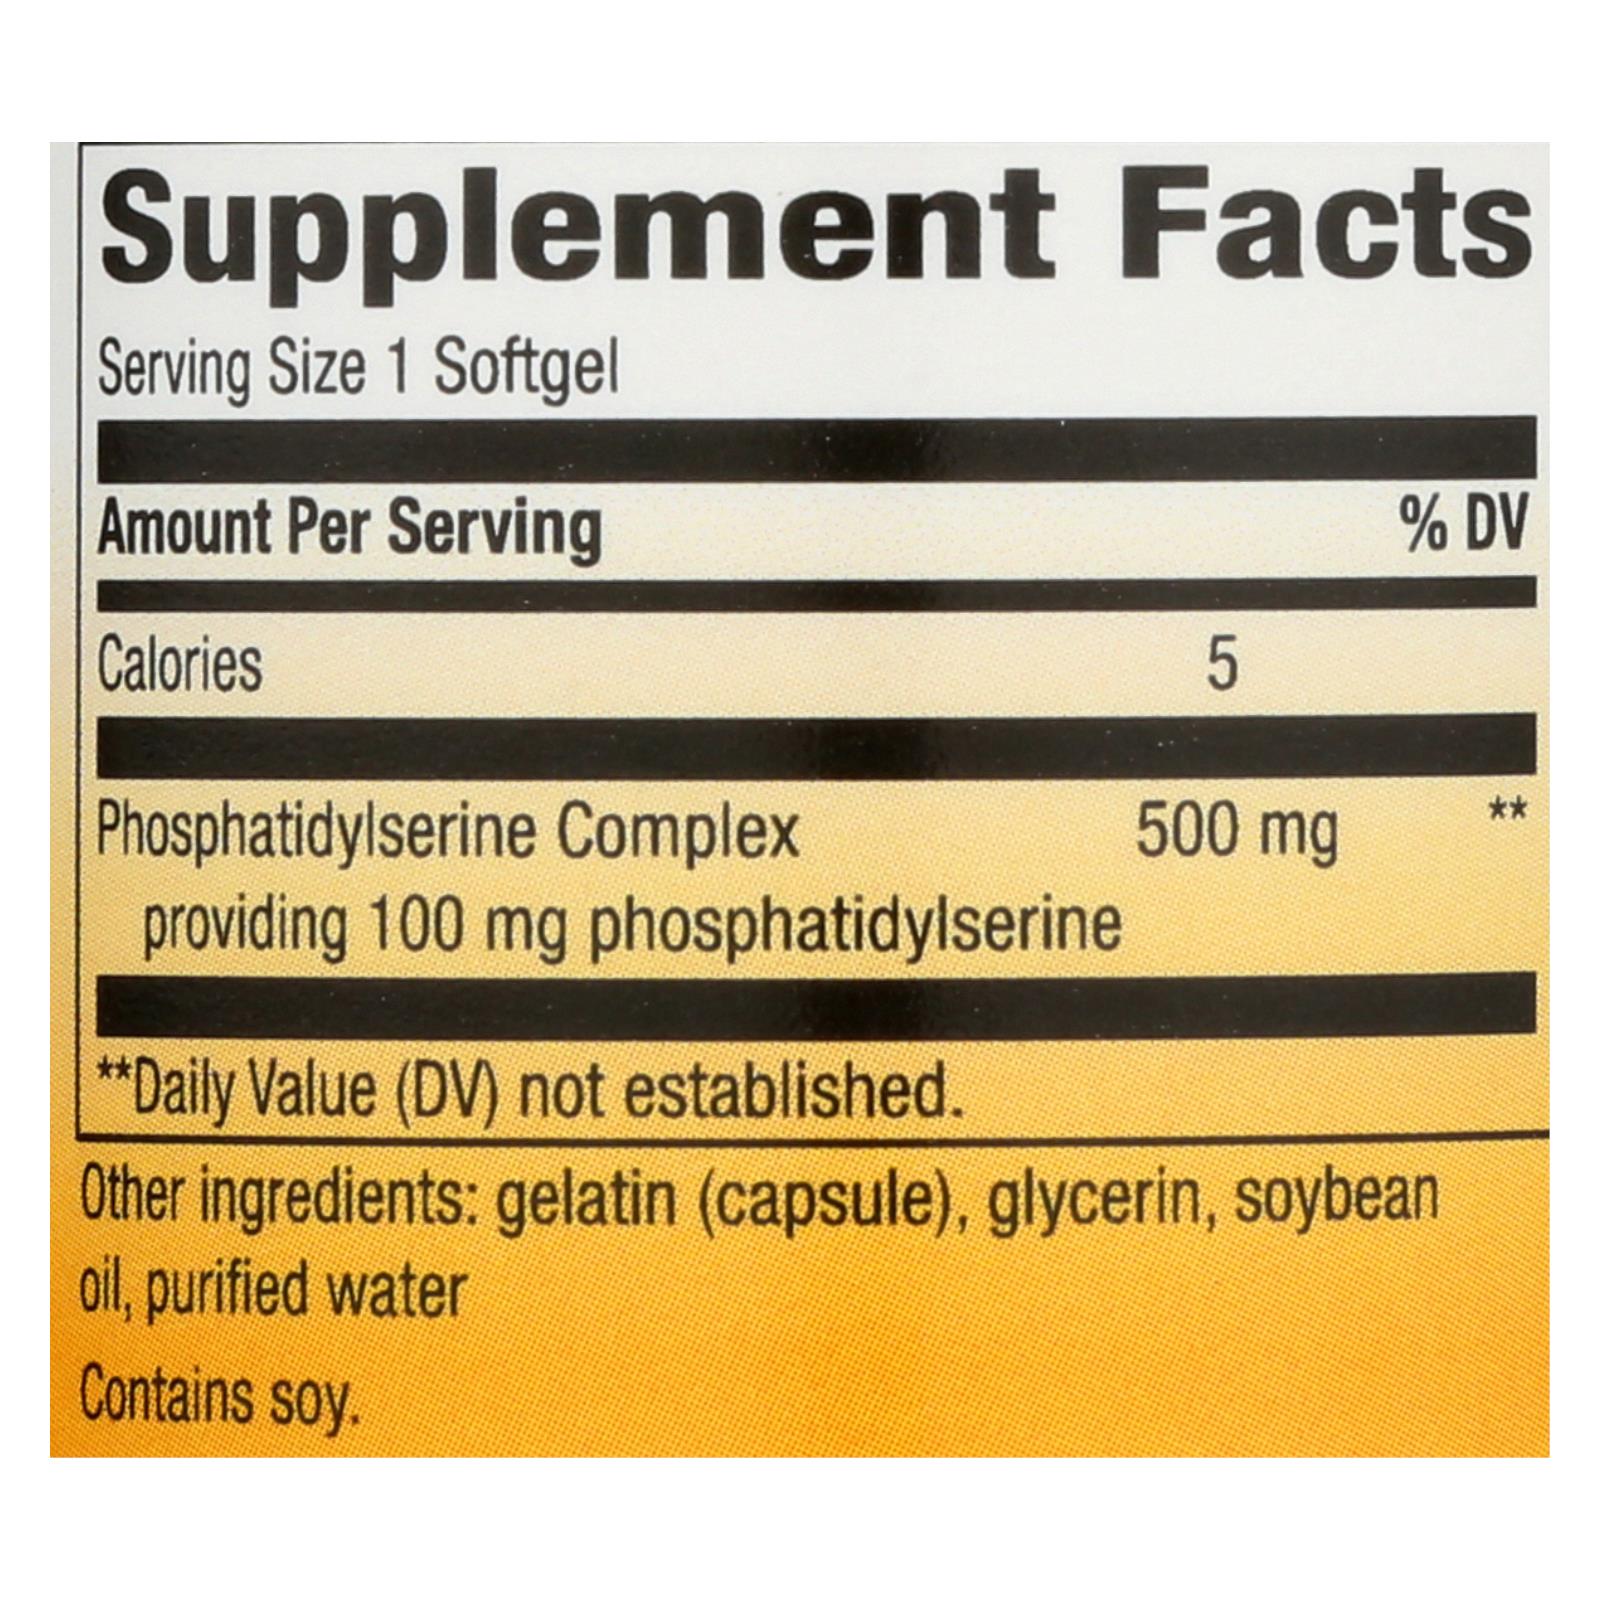 Supplement Facts
Serving Size 1 Softgel
Amount Per Serving % DV
Calories 5
Phosphatidylserine Complex 500 mg **
providing 100 mg phosphatidylserine
**Daily Value (DV) not established.
Other ingredients: gelatin (capsule), glycerin, soybean
oil, purified water
Contains soy.